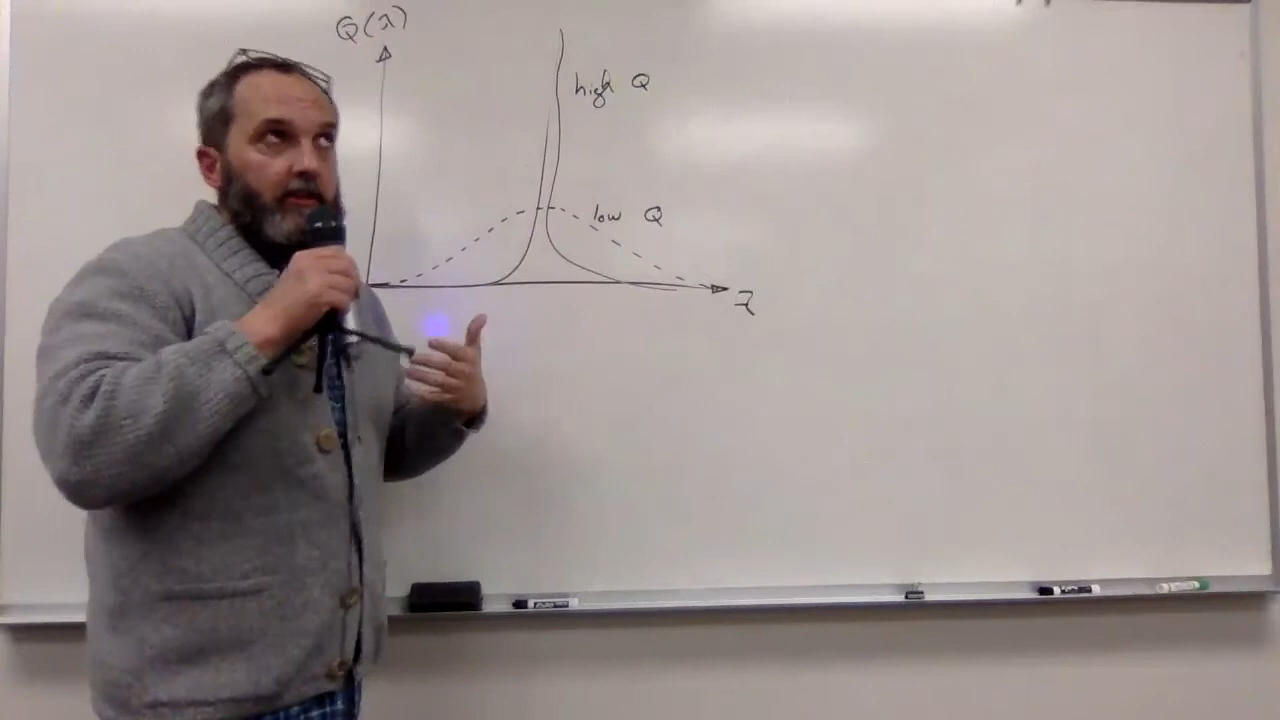 Q(λ)
high Q
low Q
λ